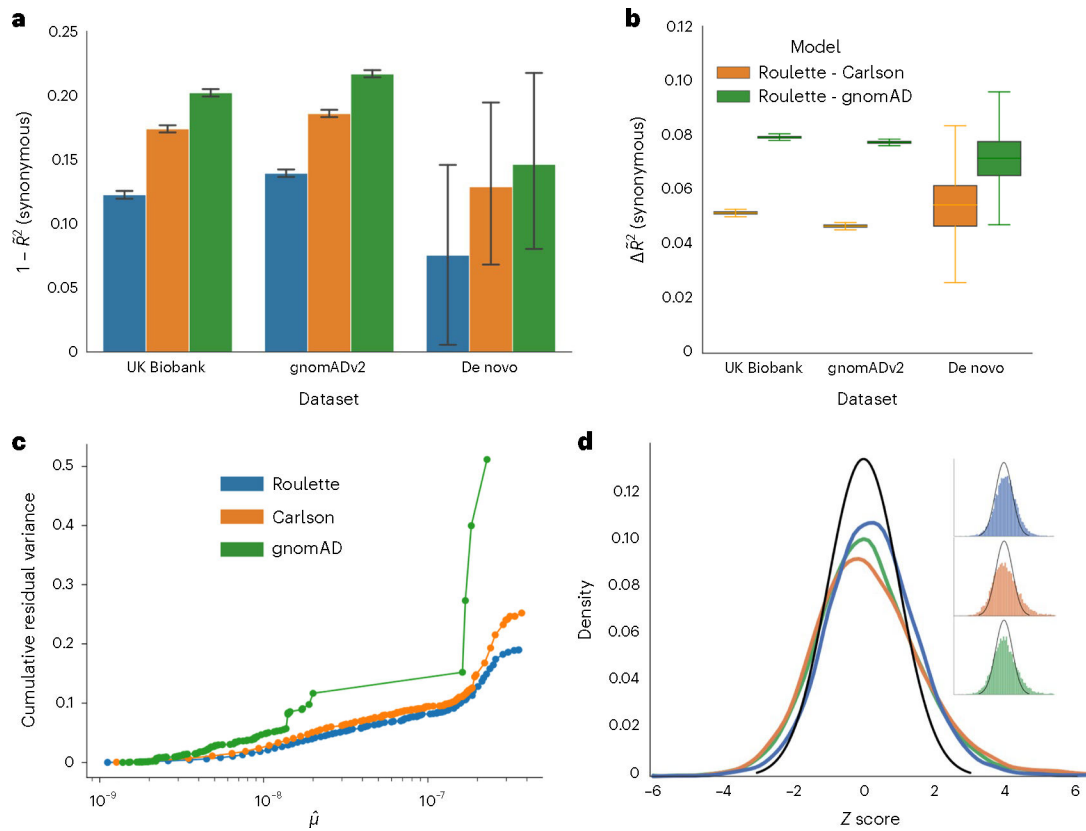 a
0.25
0.20
0.15
0.10
0.05
0
1 – R̃² (synonymous)
UK Biobank
gnomADv2
De novo
Dataset
b
0.12
0.10
0.08
0.06
0.04
0.02
0
ΔR̃² (synonymous)
Model
Roulette - Carlson
Roulette - gnomAD
UK Biobank
gnomADv2
De novo
Dataset
c
0.5
0.4
0.3
0.2
0.1
0
Cumulative residual variance
Roulette
Carlson
gnomAD
10⁻⁹
10⁻⁸
10⁻⁷
μ̂
d
0.12
0.10
0.08
0.06
0.04
0.02
0
Density
−6
−4
−2
0
2
4
6
Z score